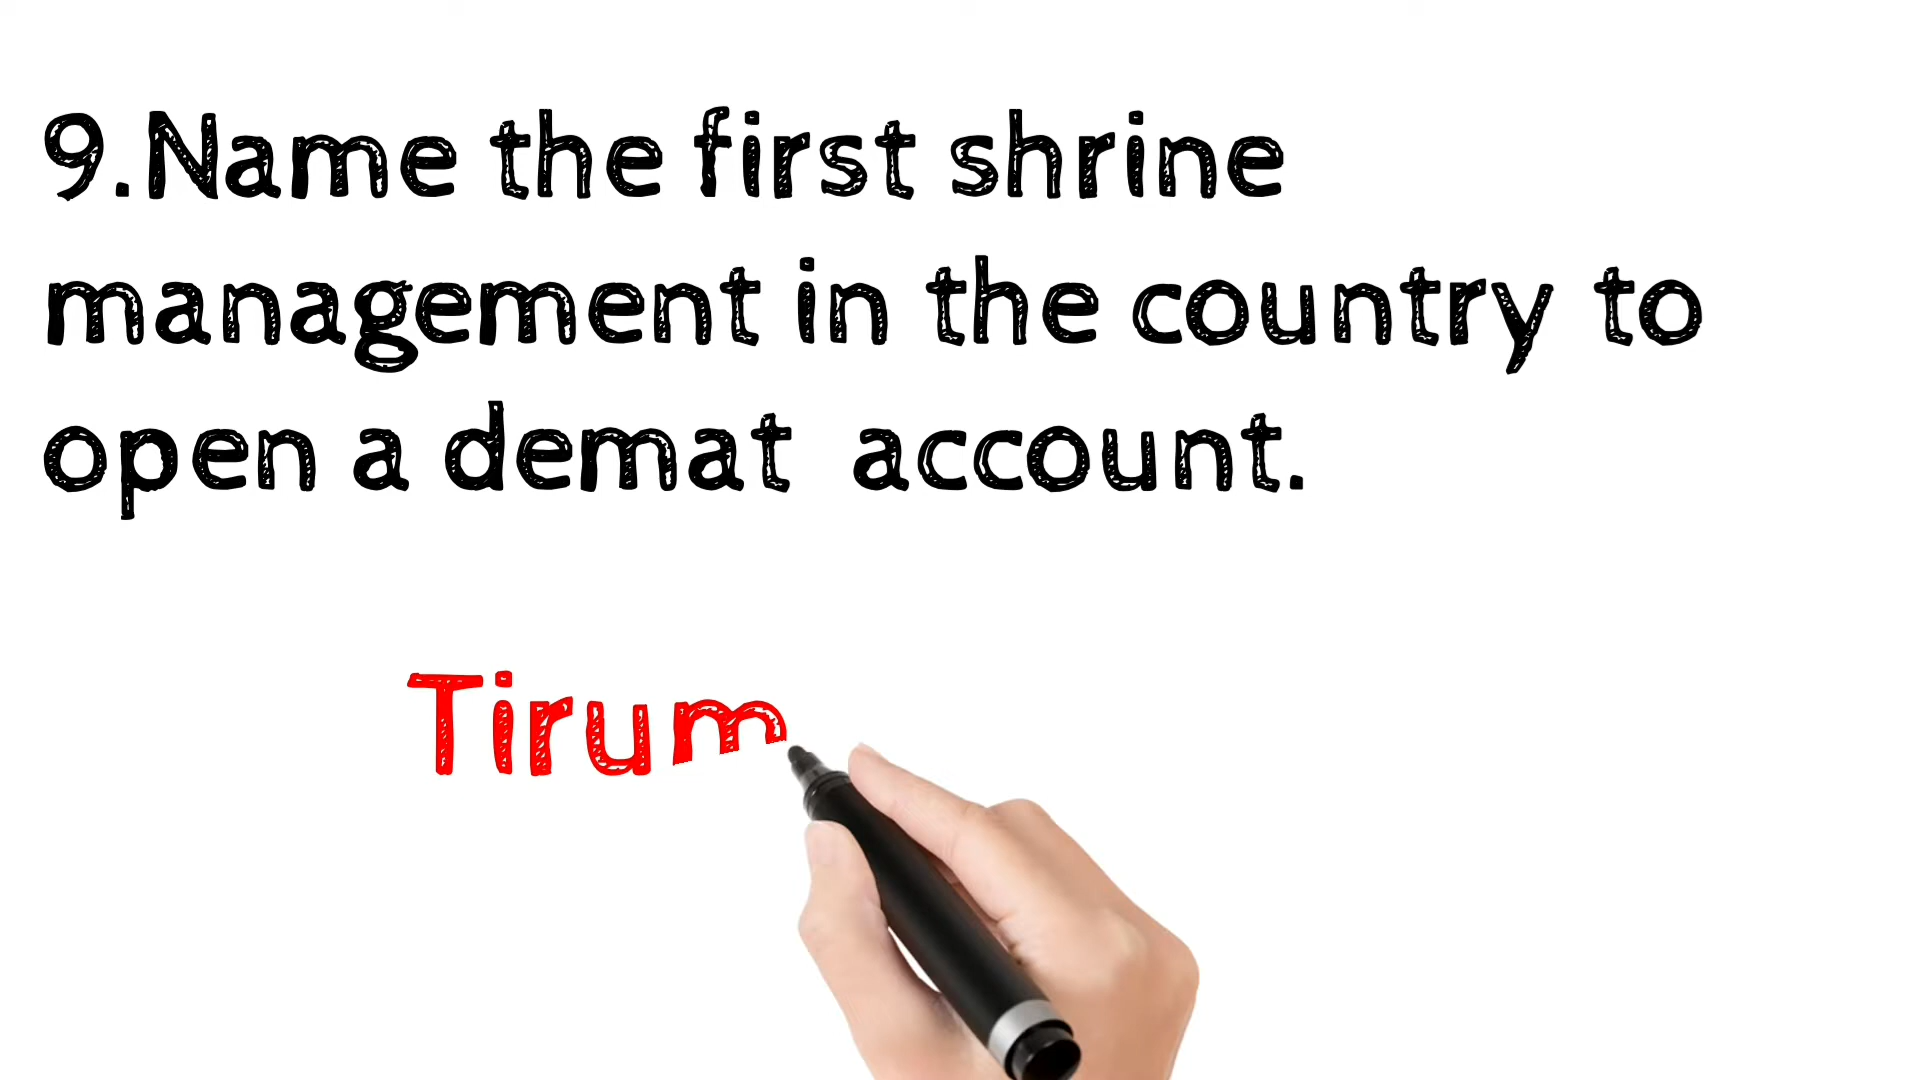 9.Name the first shrine
management in the country to
open a demat account.
Tirum